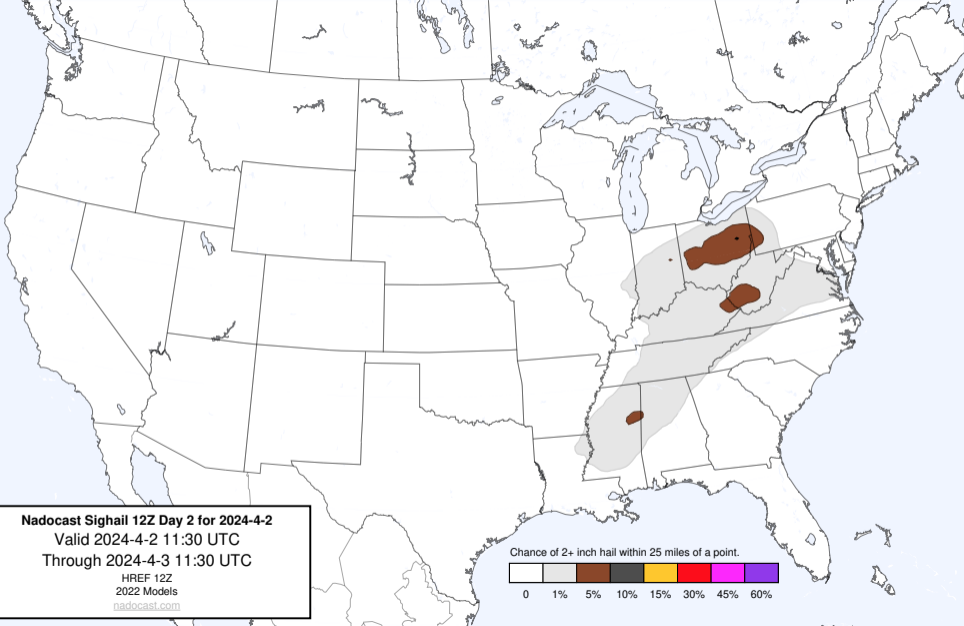 Nadocast Sighail 12Z Day 2 for 2024-4-2
Valid 2024-4-2 11:30 UTC
Through 2024-4-3 11:30 UTC
HREF 12Z
2022 Models
nadocast.com
Chance of 2+ inch hail within 25 miles of a point.
0 1% 5% 10% 15% 30% 45% 60%